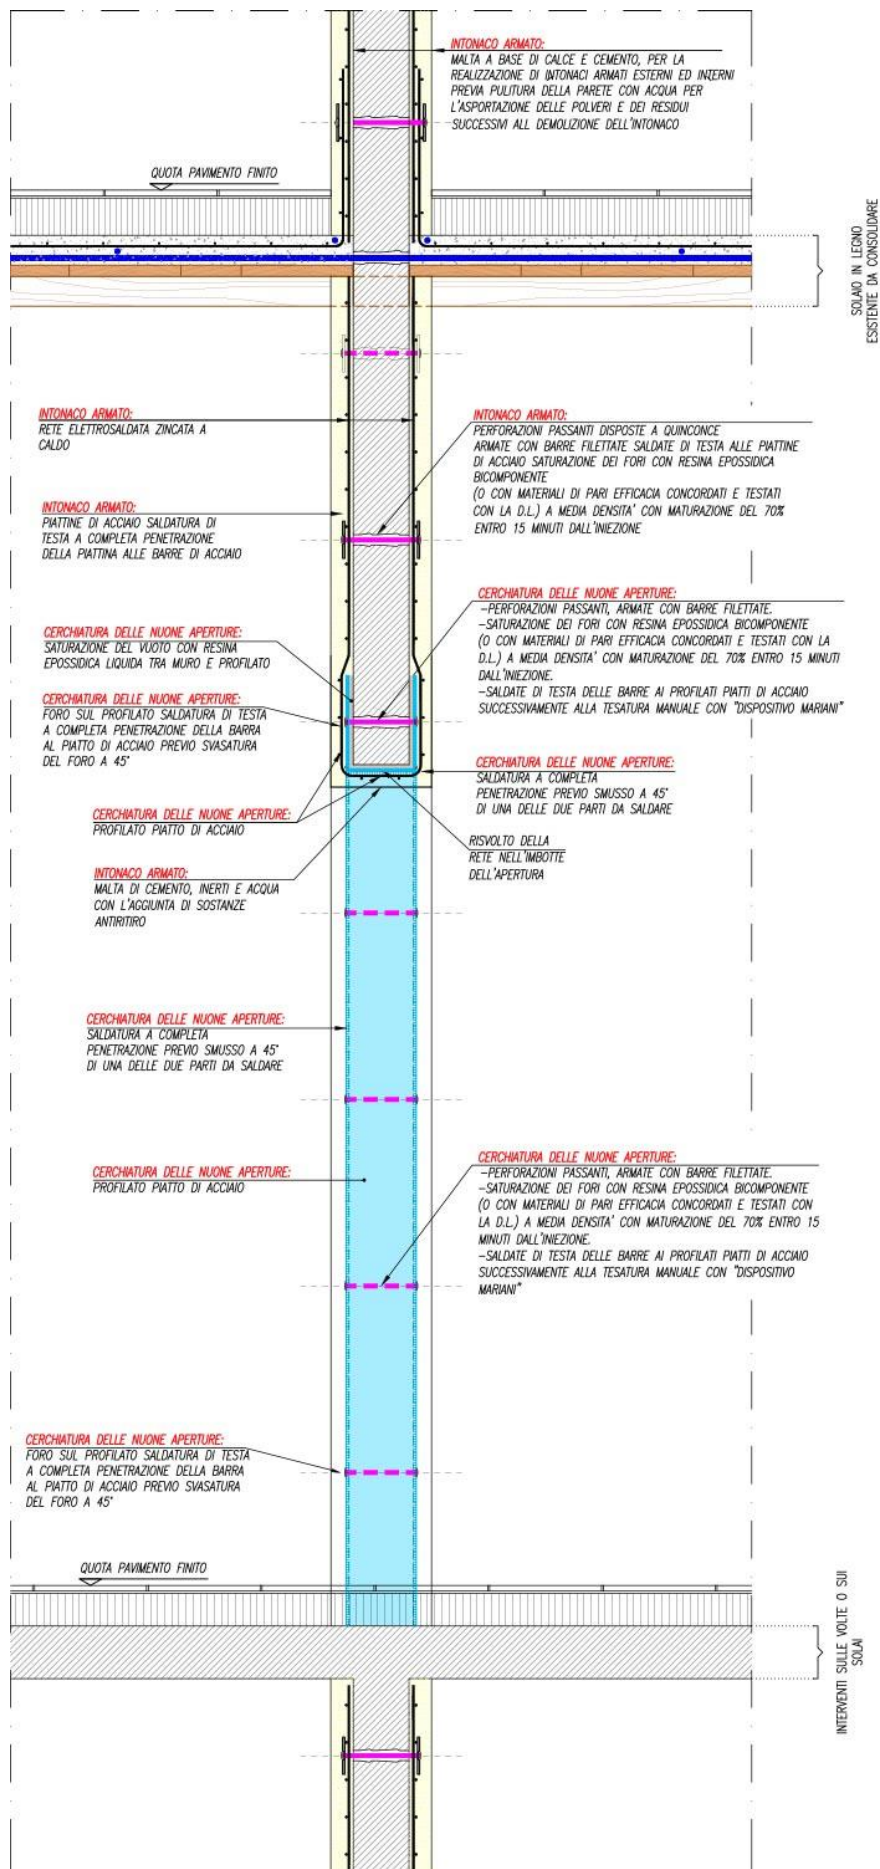 INTONACO ARMATO:
MALTA A BASE DI CALCE E CEMENTO, PER LA
REALIZZAZIONE DI INTONACI ARMATI ESTERNI ED INTERNI
PREVIA PULITURA DELLA PARETE CON ACQUA PER
L'ASPORTAZIONE DELLE POLVERI E DEI RESIDUI
SUCCESSIVI ALL DEMOLIZIONE DELL'INTONACO
QUOTA PAVIMENTO FINITO
SOLAIO IN LEGNO
ESISTENTE DA CONSOLIDARE
INTONACO ARMATO:
RETE ELETTROSALDATA ZINCATA A
CALDO
INTONACO ARMATO:
PERFORAZIONI PASSANTI DISPOSTE A QUINCONCE
ARMATE CON BARRE FILETTATE SALDATE DI TESTA ALLE PIATTINE
DI ACCIAIO SATURAZIONE DEI FORI CON RESINA EPOSSIDICA
BICOMPONENTE
(O CON MATERIALI DI PARI EFFICACIA CONCORDATI E TESTATI
CON LA D.L.) A MEDIA DENSITA' CON MATURAZIONE DEL 70%
ENTRO 15 MINUTI DALL'INIEZIONE
INTONACO ARMATO:
PIATTINE DI ACCIAIO SALDATURA DI
TESTA A COMPLETA PENETRAZIONE
DELLA PIATTINA ALLE BARRE DI ACCIAIO
CERCHIATURA DELLE NUONE APERTURE:
-PERFORAZIONI PASSANTI, ARMATE CON BARRE FILETTATE.
-SATURAZIONE DEI FORI CON RESINA EPOSSIDICA BICOMPONENTE
(O CON MATERIALI DI PARI EFFICACIA CONCORDATI E TESTATI CON LA
D.L.) A MEDIA DENSITA' CON MATURAZIONE DEL 70% ENTRO 15 MINUTI
DALL'INIEZIONE.
-SALDATE DI TESTA DELLE BARRE AI PROFILATI PIATTI DI ACCIAIO
SUCCESSIVAMENTE ALLA TESATURA MANUALE CON "DISPOSITIVO MARIANI"
CERCHIATURA DELLE NUONE APERTURE:
SATURAZIONE DEL VUOTO CON RESINA
EPOSSIDICA LIQUIDA TRA MURO E PROFILATO
CERCHIATURA DELLE NUONE APERTURE:
FORO SUL PROFILATO SALDATURA DI TESTA
A COMPLETA PENETRAZIONE DELLA BARRA
AL PIATTO DI ACCIAIO PREVIO SVASATURA
DEL FORO A 45°
CERCHIATURA DELLE NUONE APERTURE:
SALDATURA A COMPLETA
PENETRAZIONE PREVIO SMUSSO A 45°
DI UNA DELLE DUE PARTI DA SALDARE
CERCHIATURA DELLE NUONE APERTURE:
PROFILATO PIATTO DI ACCIAIO
RISVOLTO DELLA
RETE NELL'IMBOTTE
DELL'APERTURA
INTONACO ARMATO:
MALTA DI CEMENTO, INERTI E ACQUA
CON L'AGGIUNTA DI SOSTANZE
ANTIRITIRO
CERCHIATURA DELLE NUONE APERTURE:
SALDATURA A COMPLETA
PENETRAZIONE PREVIO SMUSSO A 45°
DI UNA DELLE DUE PARTI DA SALDARE
CERCHIATURA DELLE NUONE APERTURE:
PROFILATO PIATTO DI ACCIAIO
CERCHIATURA DELLE NUONE APERTURE:
-PERFORAZIONI PASSANTI, ARMATE CON BARRE FILETTATE.
-SATURAZIONE DEI FORI CON RESINA EPOSSIDICA BICOMPONENTE
(O CON MATERIALI DI PARI EFFICACIA CONCORDATI E TESTATI CON
LA D.L.) A MEDIA DENSITA' CON MATURAZIONE DEL 70% ENTRO 15
MINUTI DALL'INIEZIONE.
-SALDATE DI TESTA DELLE BARRE AI PROFILATI PIATTI DI ACCIAIO
SUCCESSIVAMENTE ALLA TESATURA MANUALE CON "DISPOSITIVO
MARIANI"
CERCHIATURA DELLE NUONE APERTURE:
FORO SUL PROFILATO SALDATURA DI TESTA
A COMPLETA PENETRAZIONE DELLA BARRA
AL PIATTO DI ACCIAIO PREVIO SVASATURA
DEL FORO A 45°
QUOTA PAVIMENTO FINITO
INTERVENTI SULLE VOLTE O SUI
SOLAI